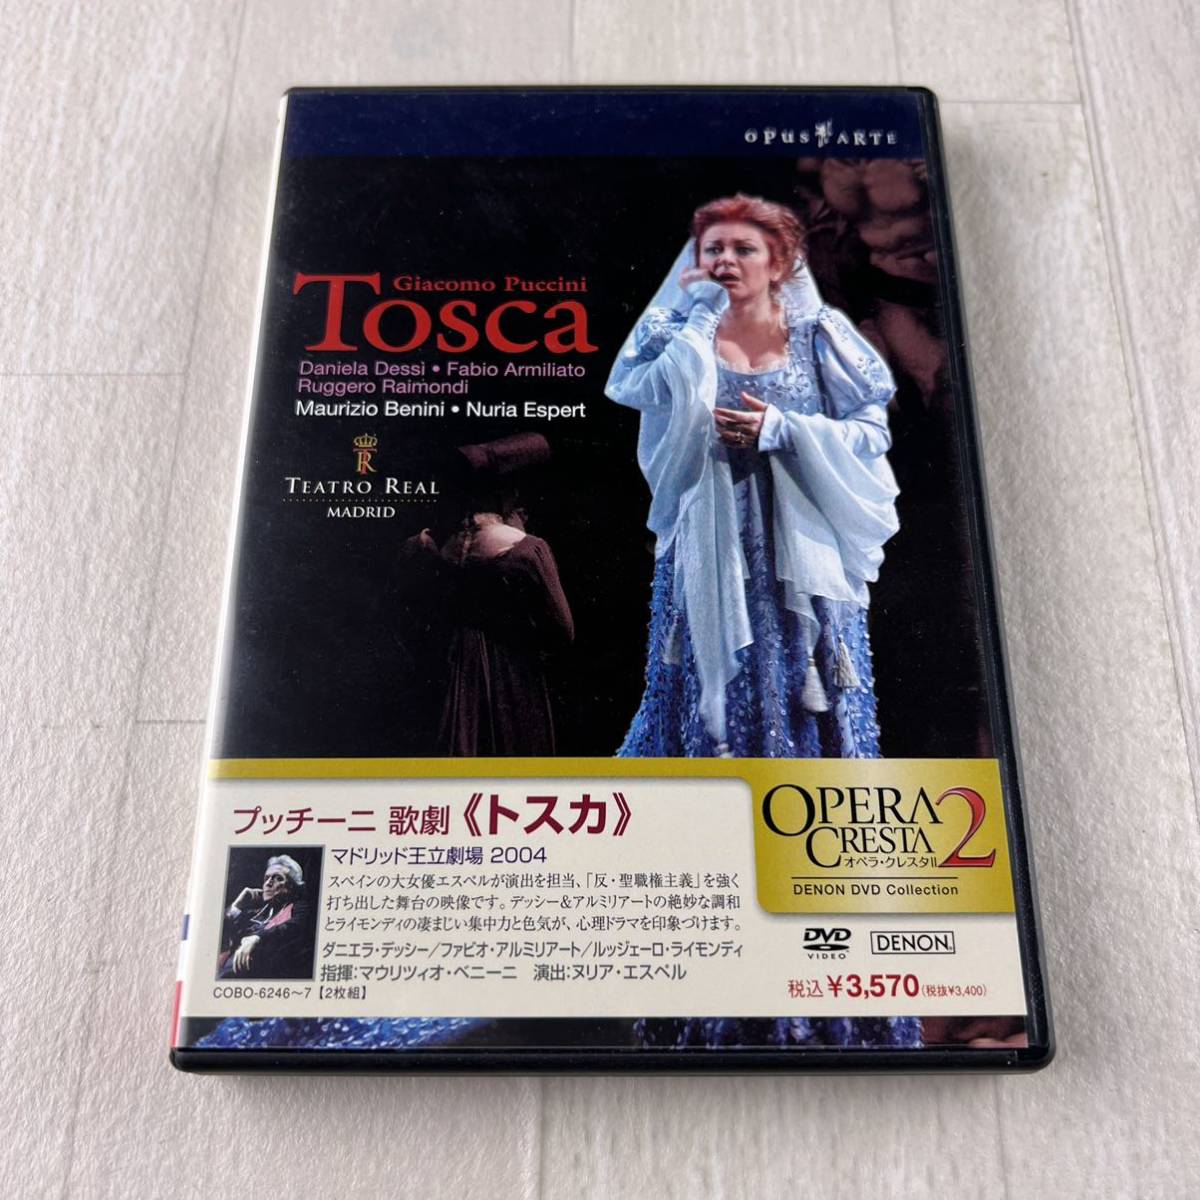 OPUS ARTE
Giacomo Puccini
Tosca
Daniela Dessì • Fabio Armiliato
Ruggero Raimondi
Maurizio Benini • Nuria Espert
R
TEATRO REAL
MADRID
プッチーニ 歌劇《トスカ》
マドリッド王立劇場 2004
スペインの大女優エスペルが演出を担当、「反・聖職権主義」を強く
打ち出した舞台の映像です。デッシー&アルミリアートの絶妙な調和
とライモンディの凄まじい集中力と色気が、心理ドラマを印象づけます。
ダニエラ・デッシー/ファビオ・アルミリアート/ルッジェーロ・ライモンディ
指揮:マウリツィオ・ベニーニ 演出:ヌリア・エスペル
COBO-6246〜7【2枚組】
OPERA
CRESTA 2
オペラ・クレスタII
DENON DVD Collection
DVD
VIDEO
DENON
税込¥3,570(税抜¥3,400)